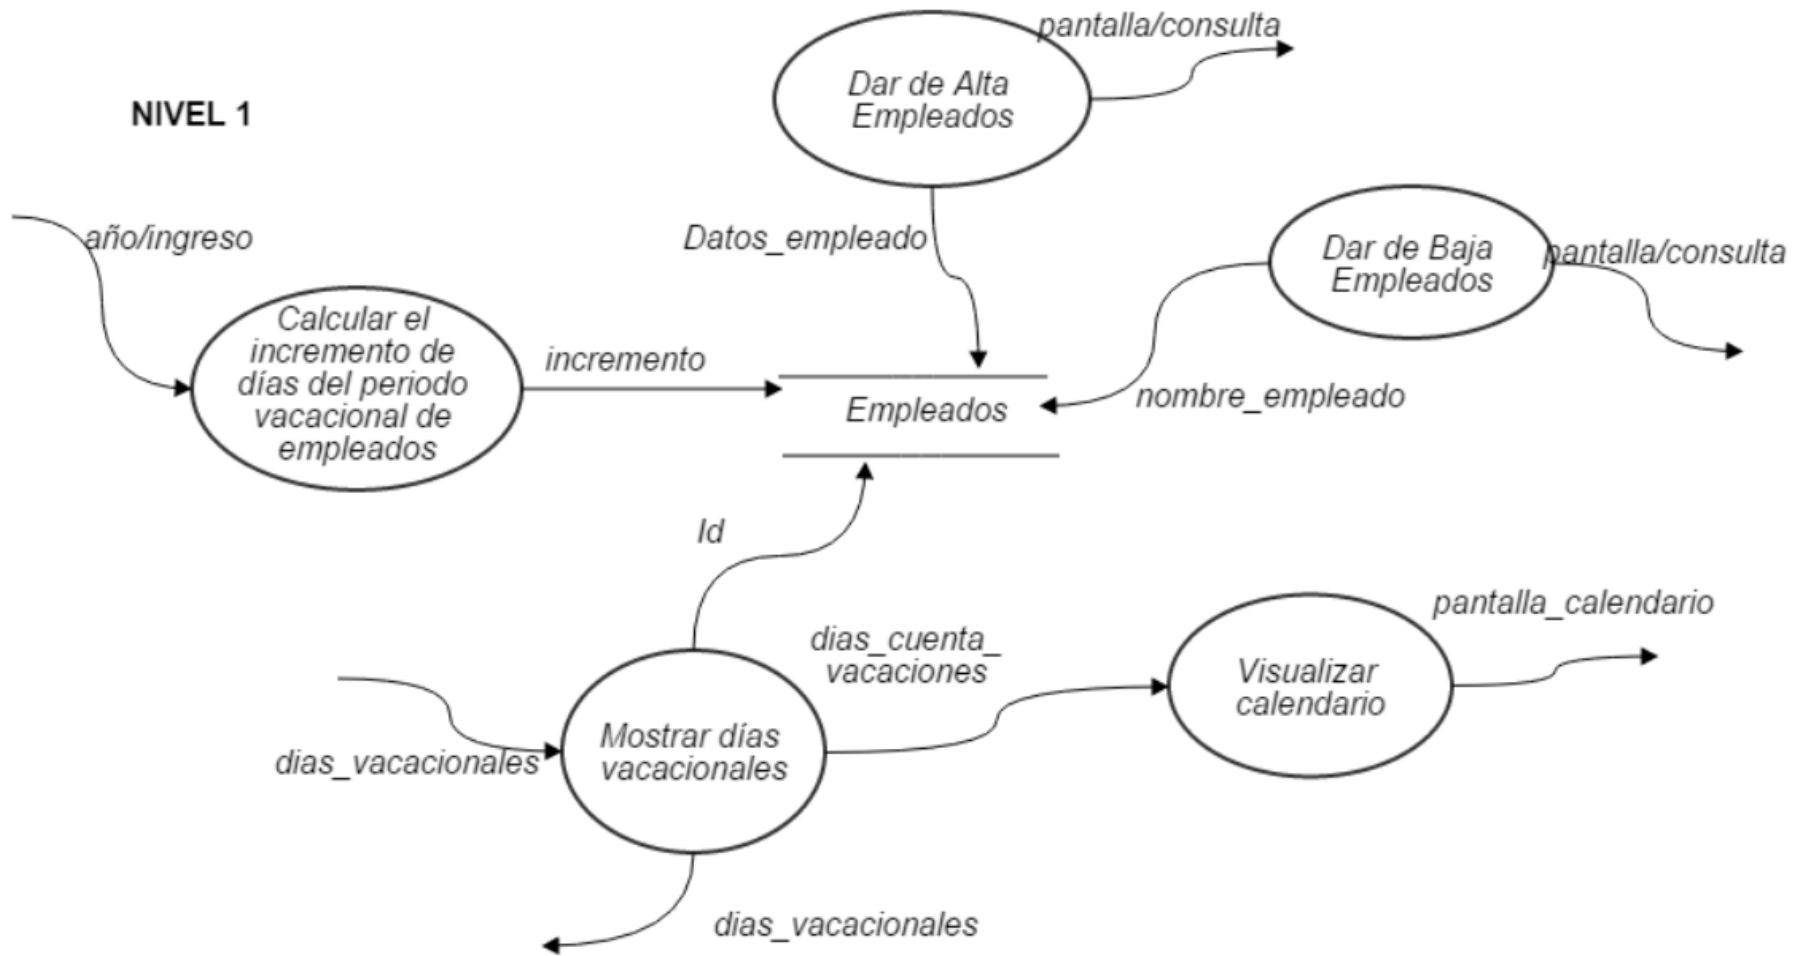 pantalla/consulta
Dar de Alta
Empleados
NIVEL 1
año/ingreso
Datos_empleado
Dar de Baja
Empleados
pantalla/consulta
Calcular el
incremento de
días del periodo
vacacional de
empleados
incremento
Empleados
nombre_empleado
Id
dias_cuenta_
vacaciones
pantalla_calendario
Visualizar
calendario
dias_vacacionales
Mostrar días
vacacionales
dias_vacacionales